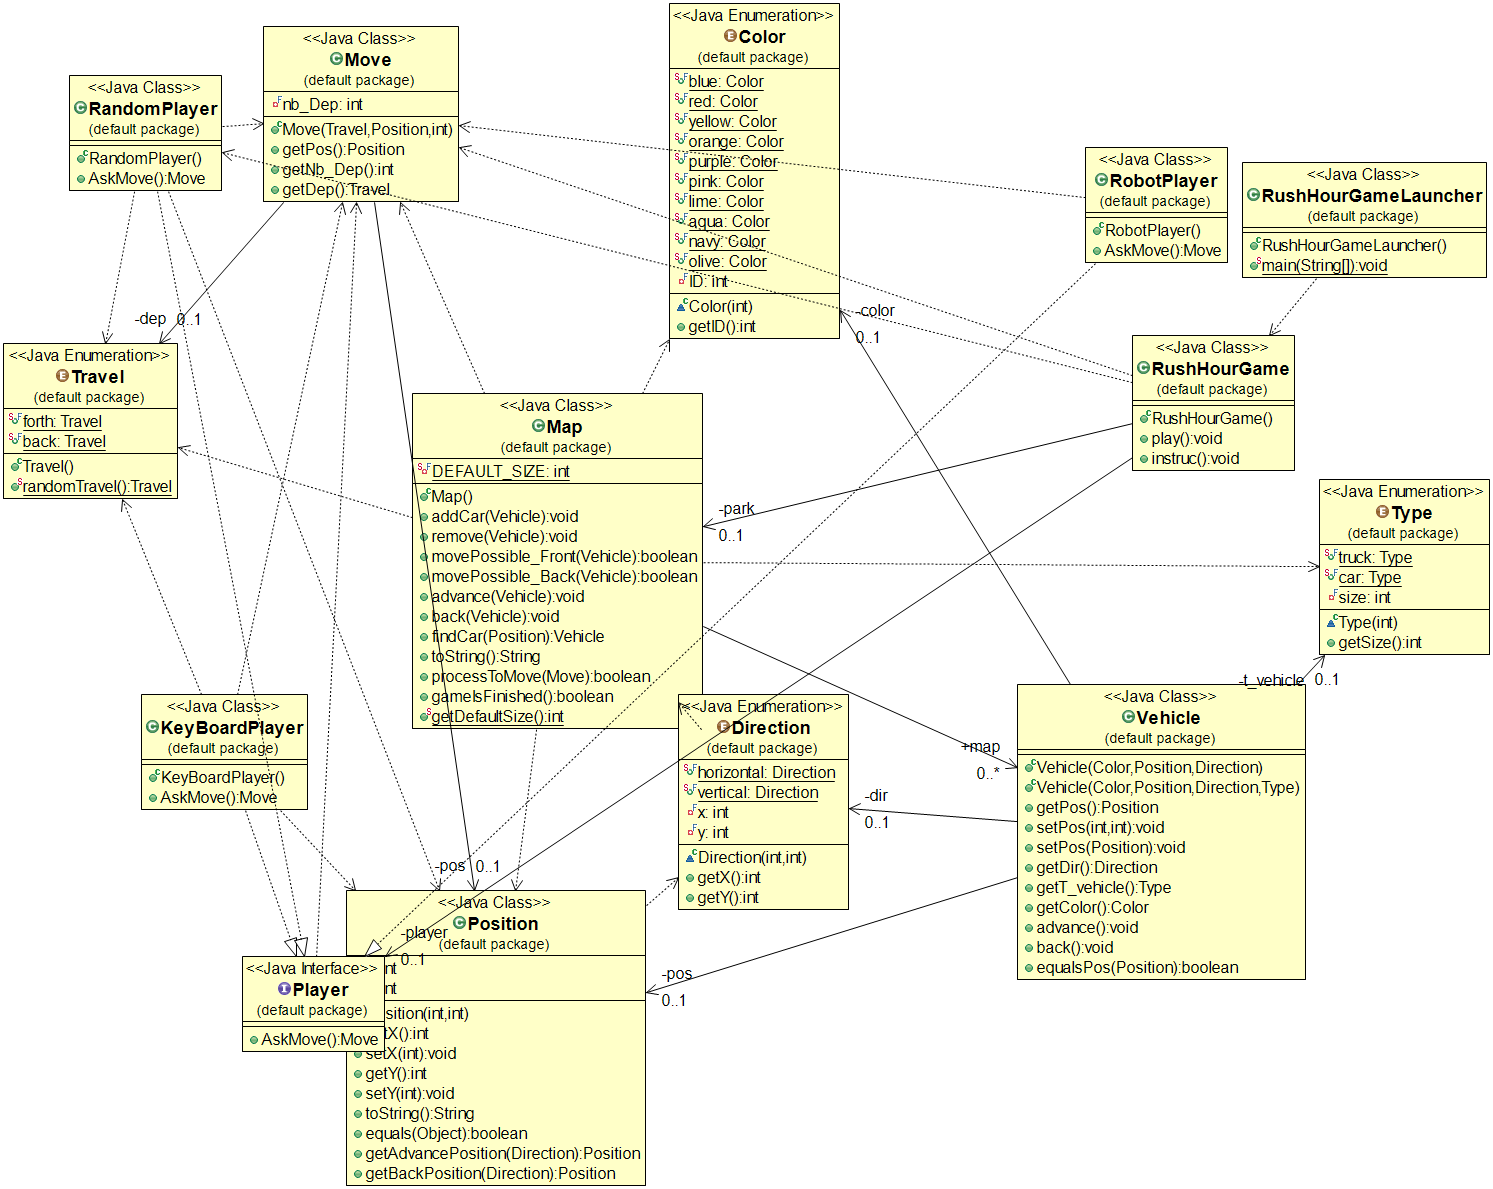 <<Java Class>>
RandomPlayer
(default package)
RandomPlayer()
AskMove():Move
<<Java Class>>
Move
(default package)
nb_Dep: int
Move(Travel,Position,int)
getPos():Position
getNb_Dep():int
getDep():Travel
<<Java Enumeration>>
Color
(default package)
blue: Color
red: Color
yellow: Color
orange: Color
purple: Color
pink: Color
lime: Color
aqua: Color
navy: Color
olive: Color
ID: int
Color(int)
getID():int
<<Java Class>>
RobotPlayer
(default package)
RobotPlayer()
AskMove():Move
<<Java Class>>
RushHourGameLauncher
(default package)
RushHourGameLauncher()
main(String[]):void
-dep
0..1
-color
0..1
<<Java Enumeration>>
Travel
(default package)
forth: Travel
back: Travel
Travel()
randomTravel():Travel
<<Java Class>>
RushHourGame
(default package)
RushHourGame()
play():void
instruc():void
<<Java Class>>
Map
(default package)
DEFAULT_SIZE: int
Map()
addCar(Vehicle):void
remove(Vehicle):void
movePossible_Front(Vehicle):boolean
movePossible_Back(Vehicle):boolean
advance(Vehicle):void
back(Vehicle):void
findCar(Position):Vehicle
toString():String
processToMove(Move):boolean
gameIsFinished():boolean
getDefaultSize():int
-park
0..1
<<Java Enumeration>>
Type
(default package)
truck: Type
car: Type
size: int
Type(int)
getSize():int
-t_vehicle
0..1
<<Java Class>>
KeyBoardPlayer
(default package)
KeyBoardPlayer()
AskMove():Move
<<Java Enumeration>>
Direction
(default package)
horizontal: Direction
vertical: Direction
x: int
y: int
Direction(int,int)
getX():int
getY():int
+map
0..*
-dir
0..1
<<Java Class>>
Vehicle
(default package)
Vehicle(Color,Position,Direction)
Vehicle(Color,Position,Direction,Type)
getPos():Position
setPos(int,int):void
setPos(Position):void
getDir():Direction
getT_vehicle():Type
getColor():Color
advance():void
back():void
equalsPos(Position):boolean
-pos
0..1
-pos
0..1
-player
0..1
<<Java Class>>
Position
(default package)
<<Java Interface>>
Player
(default package)
AskMove():Move
setX(int):void
getY():int
setY(int):void
toString():String
equals(Object):boolean
getAdvancePosition(Direction):Position
getBackPosition(Direction):Position